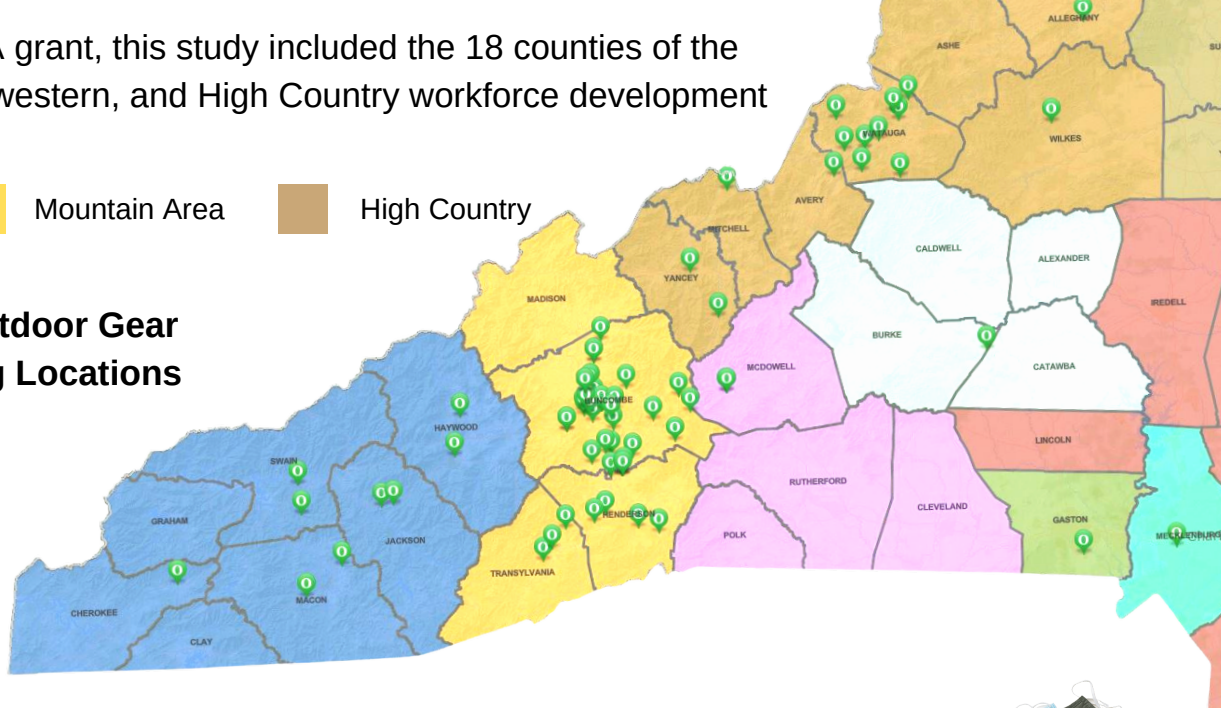 A grant, this study included the 18 counties of the
western, and High Country workforce development
Mountain Area
High Country
tdoor Gear
g Locations
ALLEGHANY
ASHE
SU
WATAUGA
WILKES
AVERY
MITCHELL
CALDWELL
ALEXANDER
YANCEY
MADISON
IREDELL
BURKE
CATAWBA
MCDOWELL
BUNCOMBE
HAYWOOD
LINCOLN
SWAIN
RUTHERFORD
CLEVELAND
GRAHAM
HENDERSON
GASTON
JACKSON
POLK
MECKLENBURG
TRANSYLVANIA
MACON
CHEROKEE
CLAY